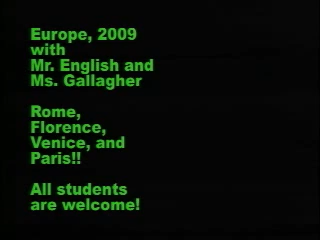 Europe, 2009
with
Mr. English and
Ms. Gallagher
Rome,
Florence,
Venice, and
Paris!!
All students
are welcome!